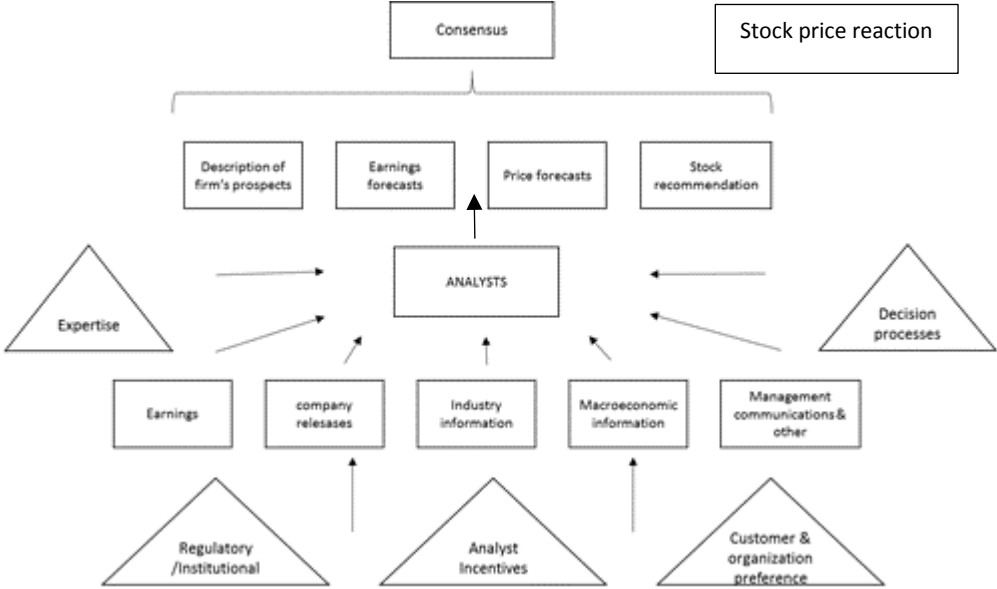 Consensus
Stock price reaction
Description of
firm's prospects
Earnings
forecasts
Price forecasts
Stock
recommendation
ANALYSTS
Expertise
Decision
processes
Earnings
company
relesases
Industry
information
Macroeconomic
information
Management
communications &
other
Regulatory
/Institutional
Analyst
Incentives
Customer &
organization
preference